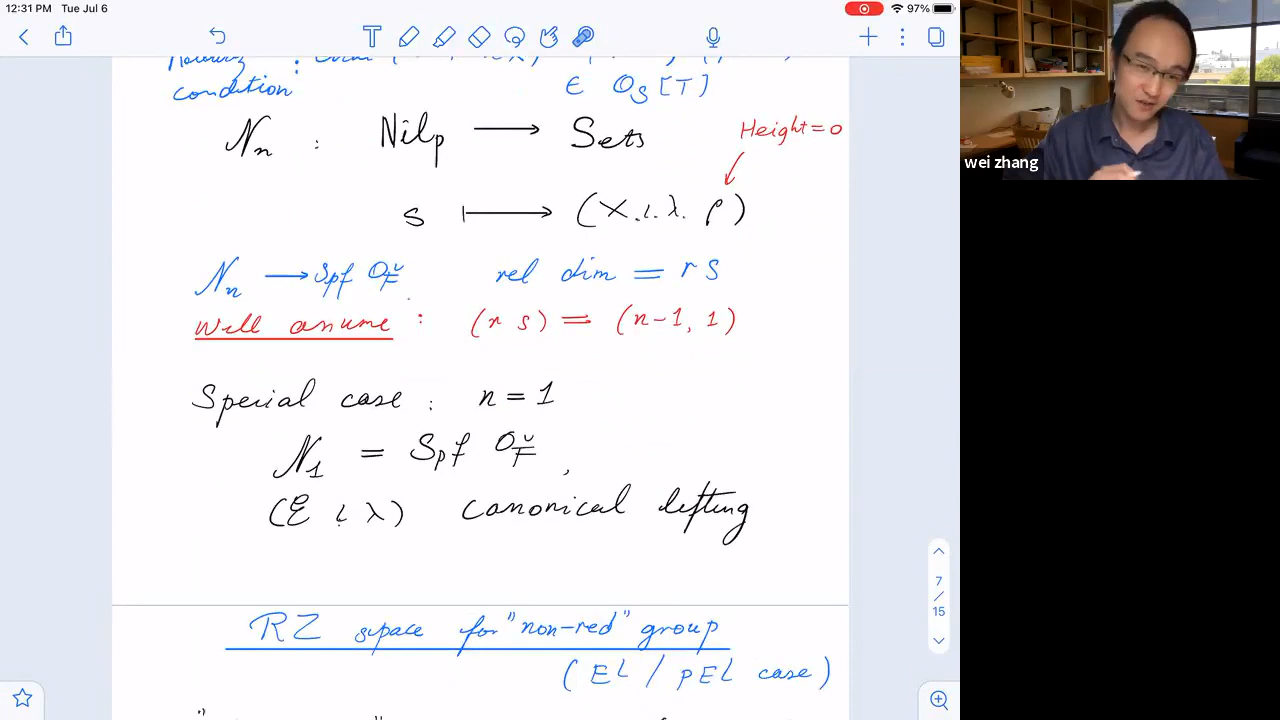 12:31 PM Tue Jul 6
97%
condition
∈ O_S [T]
N_n : Nilp ⟶ Sets
Height = 0
S ⟼ (X. ι. λ. ρ)
N_n ⟶ Spf O_F̆ rel dim = r s
Will assume : (r s) = (n-1, 1)
Special case : n = 1
N_1 = Spf O_F̆ ,
(ℰ ι λ) canonical lifting
RZ space for "non-red" group
(EL / PEL case)
7
/
15
wei zhang